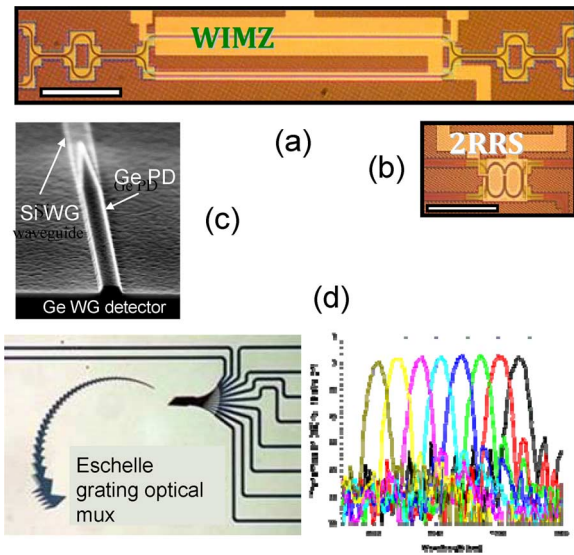 WIMZ
(a)
2RRS
(b)
Ge PD
Ge PD
Si WG
waveguide
(c)
Ge WG detector
(d)
Eschelle
grating optical
mux